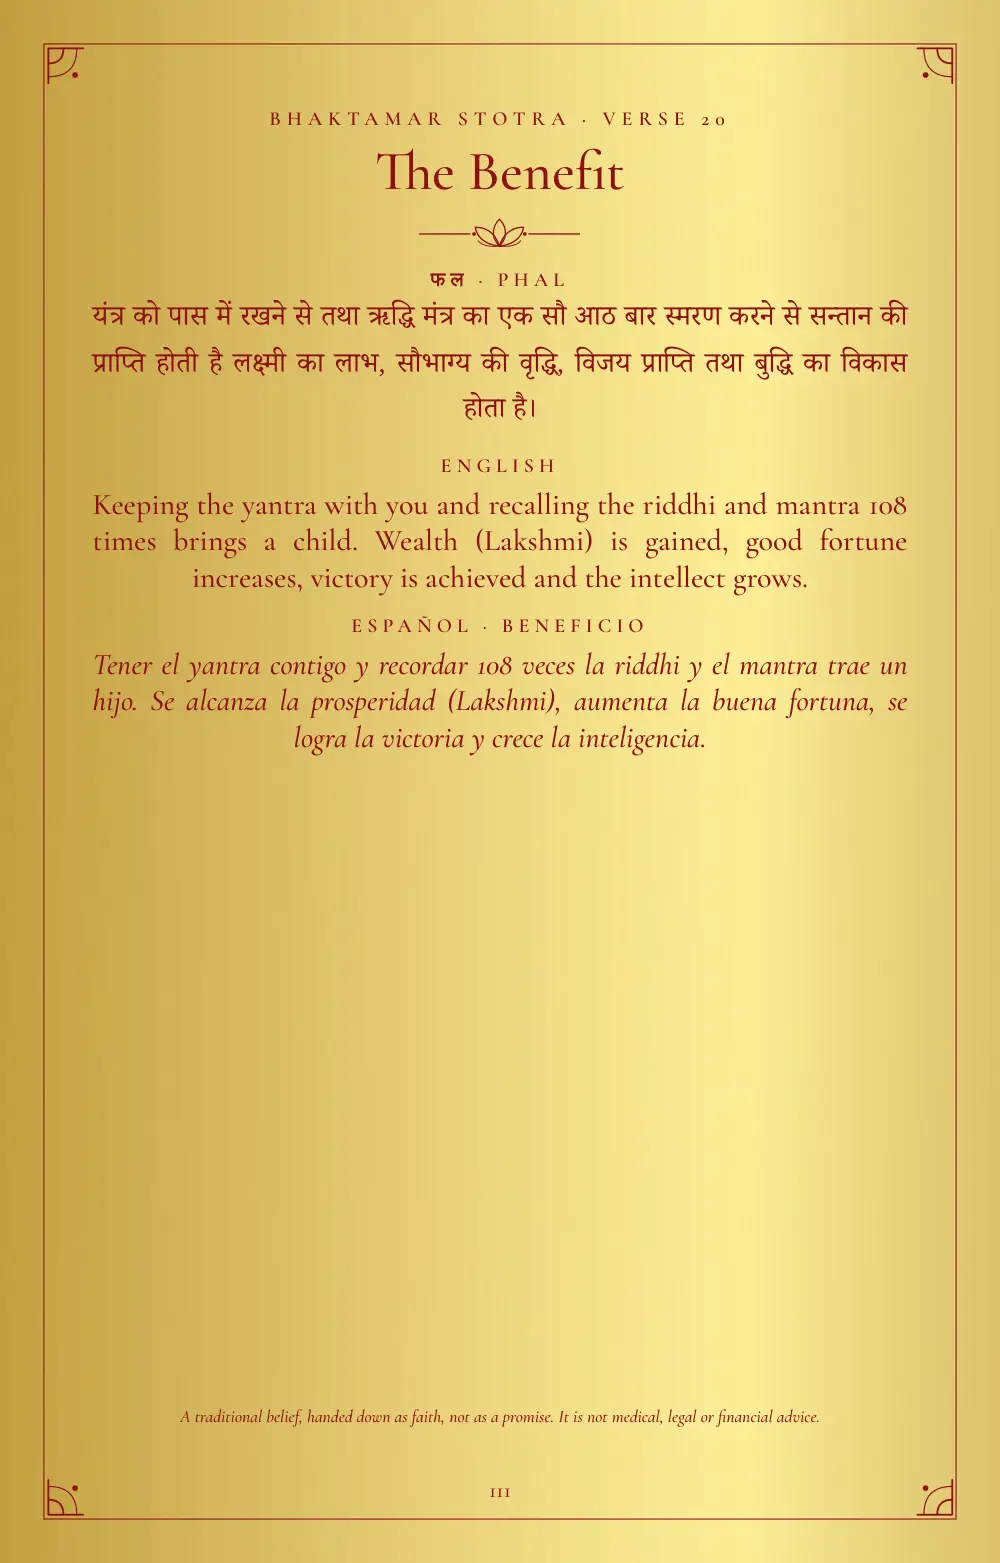 BHAKTAMAR STOTRA · VERSE 20
The Benefit
फल · PHAL
यंत्र को पास में रखने से तथा ऋद्धि मंत्र का एक सौ आठ बार स्मरण करने से सन्तान की
प्राप्ति होती है लक्ष्मी का लाभ, सौभाग्य की वृद्धि, विजय प्राप्ति तथा बुद्धि का विकास
होता है।
ENGLISH
Keeping the yantra with you and recalling the riddhi and mantra 108
times brings a child. Wealth (Lakshmi) is gained, good fortune
increases, victory is achieved and the intellect grows.
ESPAÑOL · BENEFICIO
Tener el yantra contigo y recordar 108 veces la riddhi y el mantra trae un
hijo. Se alcanza la prosperidad (Lakshmi), aumenta la buena fortuna, se
logra la victoria y crece la inteligencia.
A traditional belief, handed down as faith, not as a promise. It is not medical, legal or financial advice.
111